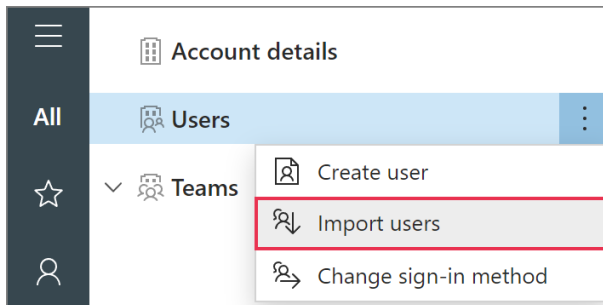 Account details
All
Users
Create user
Teams
Import users
Change sign-in method